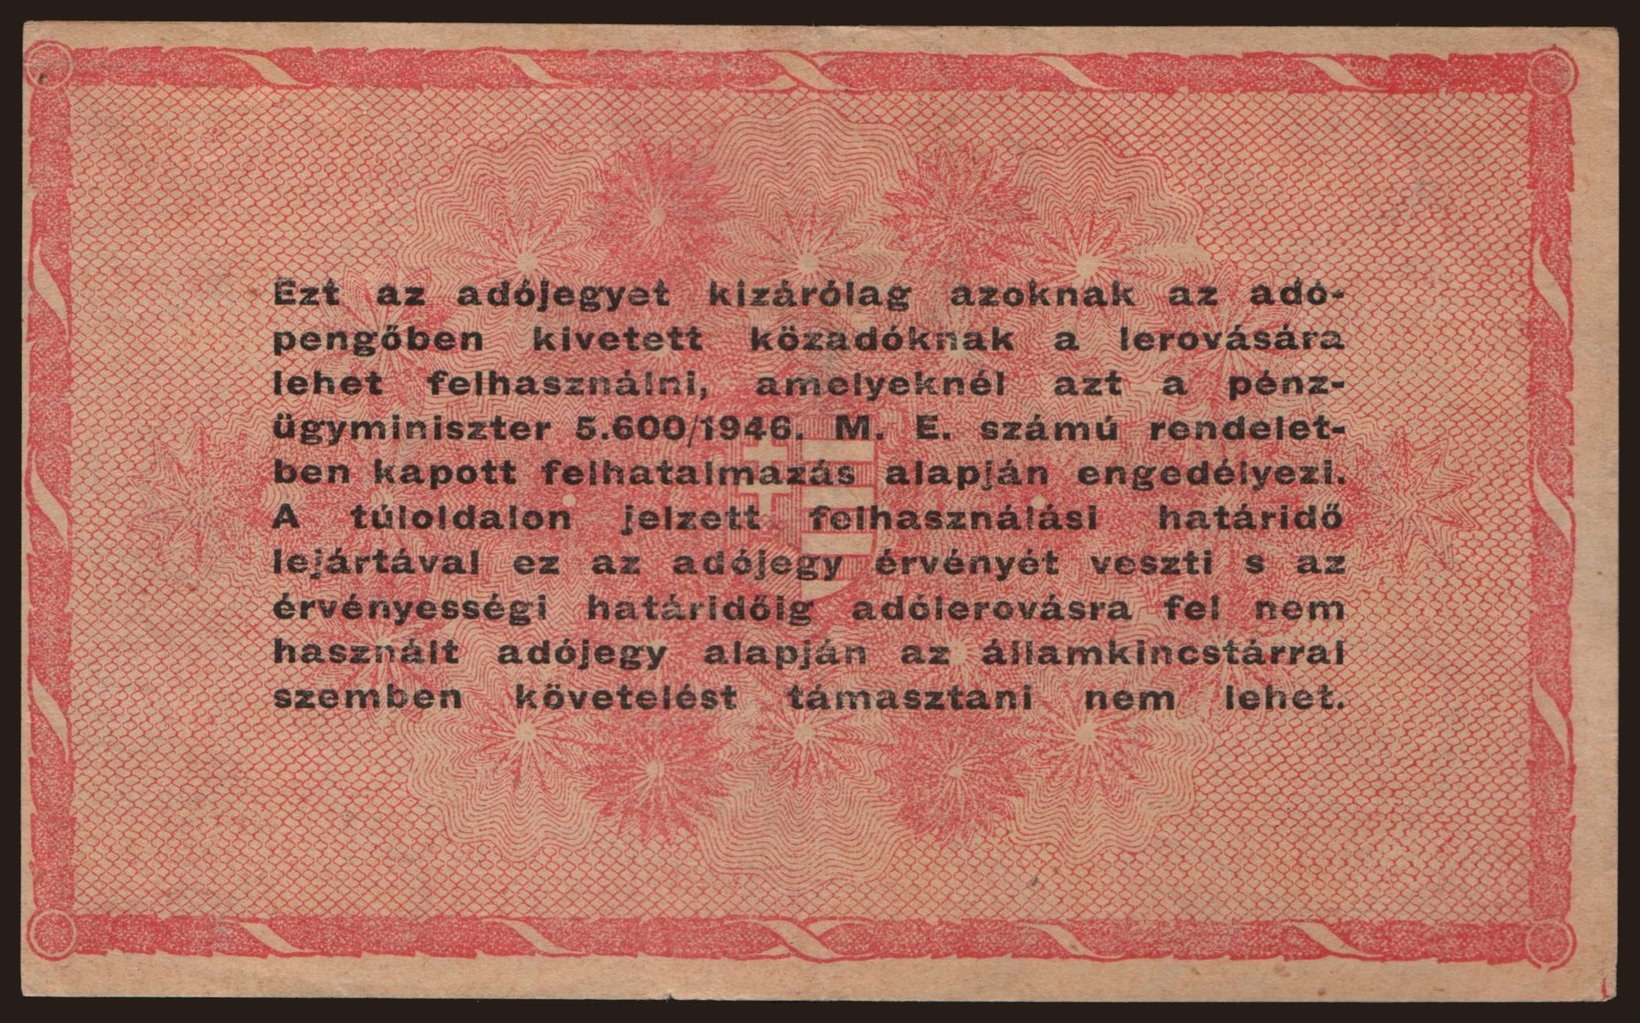 Ezt az adójegyet kizárólag azoknak az adó-
pengőben kivetett közadóknak a lerovására
lehet felhasználni, amelyeknél azt a pénz-
ügyminiszter 5.600/1946. M. E. számú rendelet-
ben kapott felhatalmazás alapján engedélyezi.
A túloldalon jelzett felhasználási határidő
lejártával ez az adójegy érvényét veszti s az
érvényességi határidőig adólerovásra fel nem
használt adójegy alapján az államkincstárral
szemben követelést támasztani nem lehet.